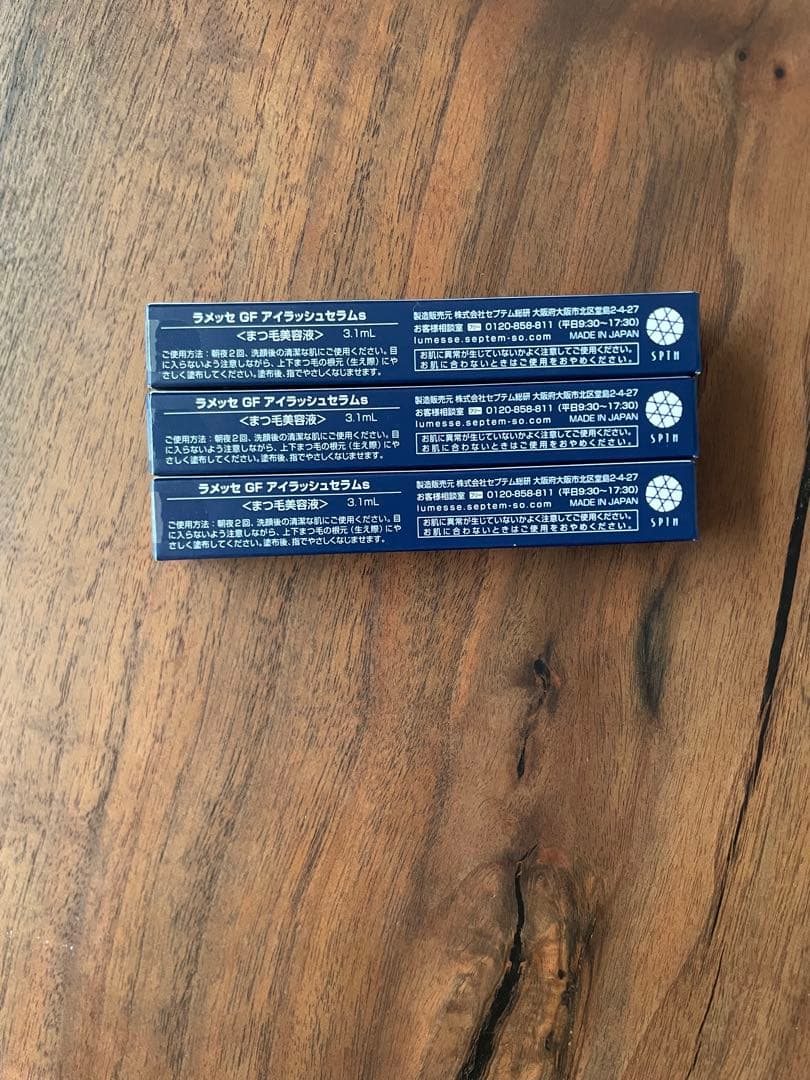 ラメッセ GF アイラッシュセラムs
<まつ毛美容液> 3.1mL
ご使用方法：朝夜2回、洗顔後の清潔な肌にご使用ください。目
に入らないよう注意しながら、上下まつ毛の根元（生え際）にや
さしく塗布してください。塗布後、指でやさしくなじませます。
製造販売元 株式会社セプテム総研 大阪府大阪市北区堂島2-4-27
お客様相談室 0120-858-811（平日9:30〜17:30）
lumesse.septem-so.com MADE IN JAPAN
お肌に異常が生じていないかよく注意してご使用ください。
お肌に合わないときはご使用をおやめください。
SPTM
ラメッセ GF アイラッシュセラムs
<まつ毛美容液> 3.1mL
ご使用方法：朝夜2回、洗顔後の清潔な肌にご使用ください。目
に入らないよう注意しながら、上下まつ毛の根元（生え際）にや
さしく塗布してください。塗布後、指でやさしくなじませます。
製造販売元 株式会社セプテム総研 大阪府大阪市北区堂島2-4-27
お客様相談室 0120-858-811（平日9:30〜17:30）
lumesse.septem-so.com MADE IN JAPAN
お肌に異常が生じていないかよく注意してご使用ください。
お肌に合わないときはご使用をおやめください。
SPTM
ラメッセ GF アイラッシュセラムs
<まつ毛美容液> 3.1mL
ご使用方法：朝夜2回、洗顔後の清潔な肌にご使用ください。目
に入らないよう注意しながら、上下まつ毛の根元（生え際）にや
さしく塗布してください。塗布後、指でやさしくなじませます。
製造販売元 株式会社セプテム総研 大阪府大阪市北区堂島2-4-27
お客様相談室 0120-858-811（平日9:30〜17:30）
lumesse.septem-so.com MADE IN JAPAN
お肌に異常が生じていないかよく注意してご使用ください。
お肌に合わないときはご使用をおやめください。
SPTM